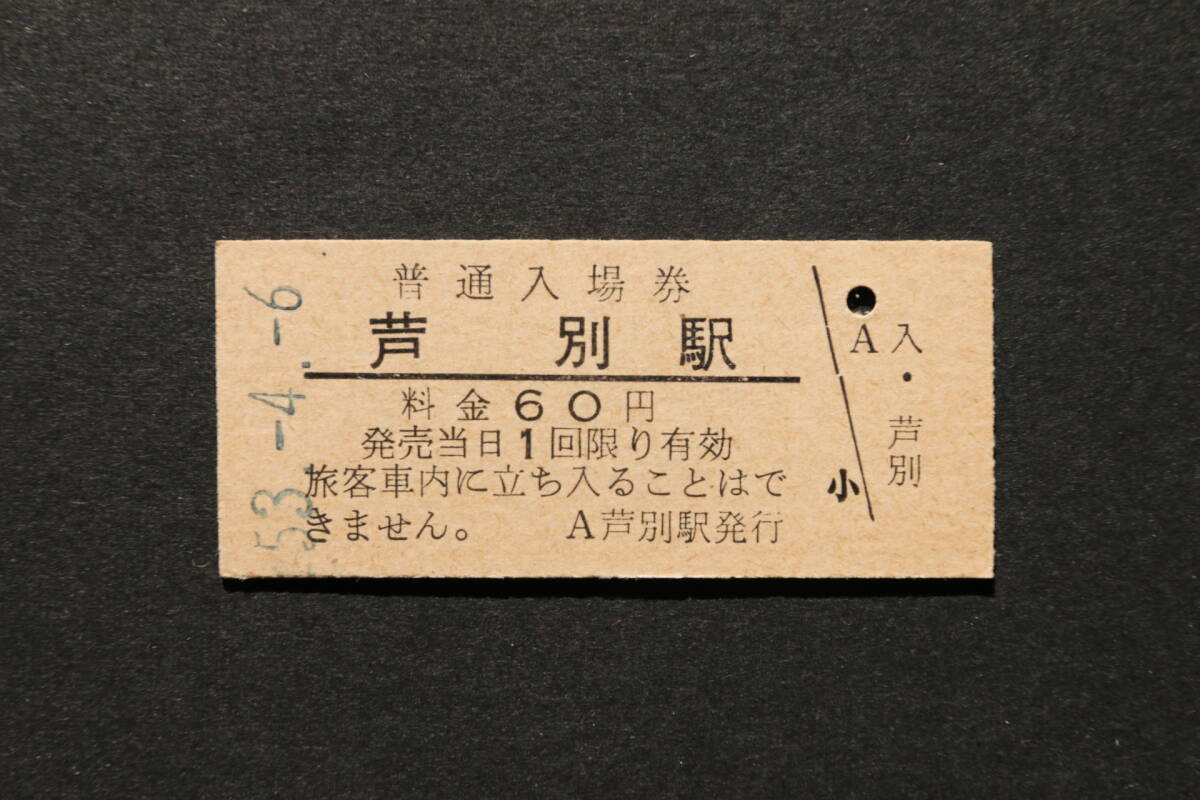 普通入場券
芦別駅
料金60円
発売当日1回限り有効
旅客車内に立ち入ることはで
きません。 A芦別駅発行
小
A
入・芦別
53.-4.-6